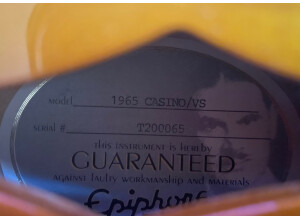 Model 1965 CASINO/VS
serial # T200065
THIS INSTRUMENT IS HEREBY
GUARANTEED
AGAINST FAULTY WORKMANSHIP AND MATERIALS
Epiphone